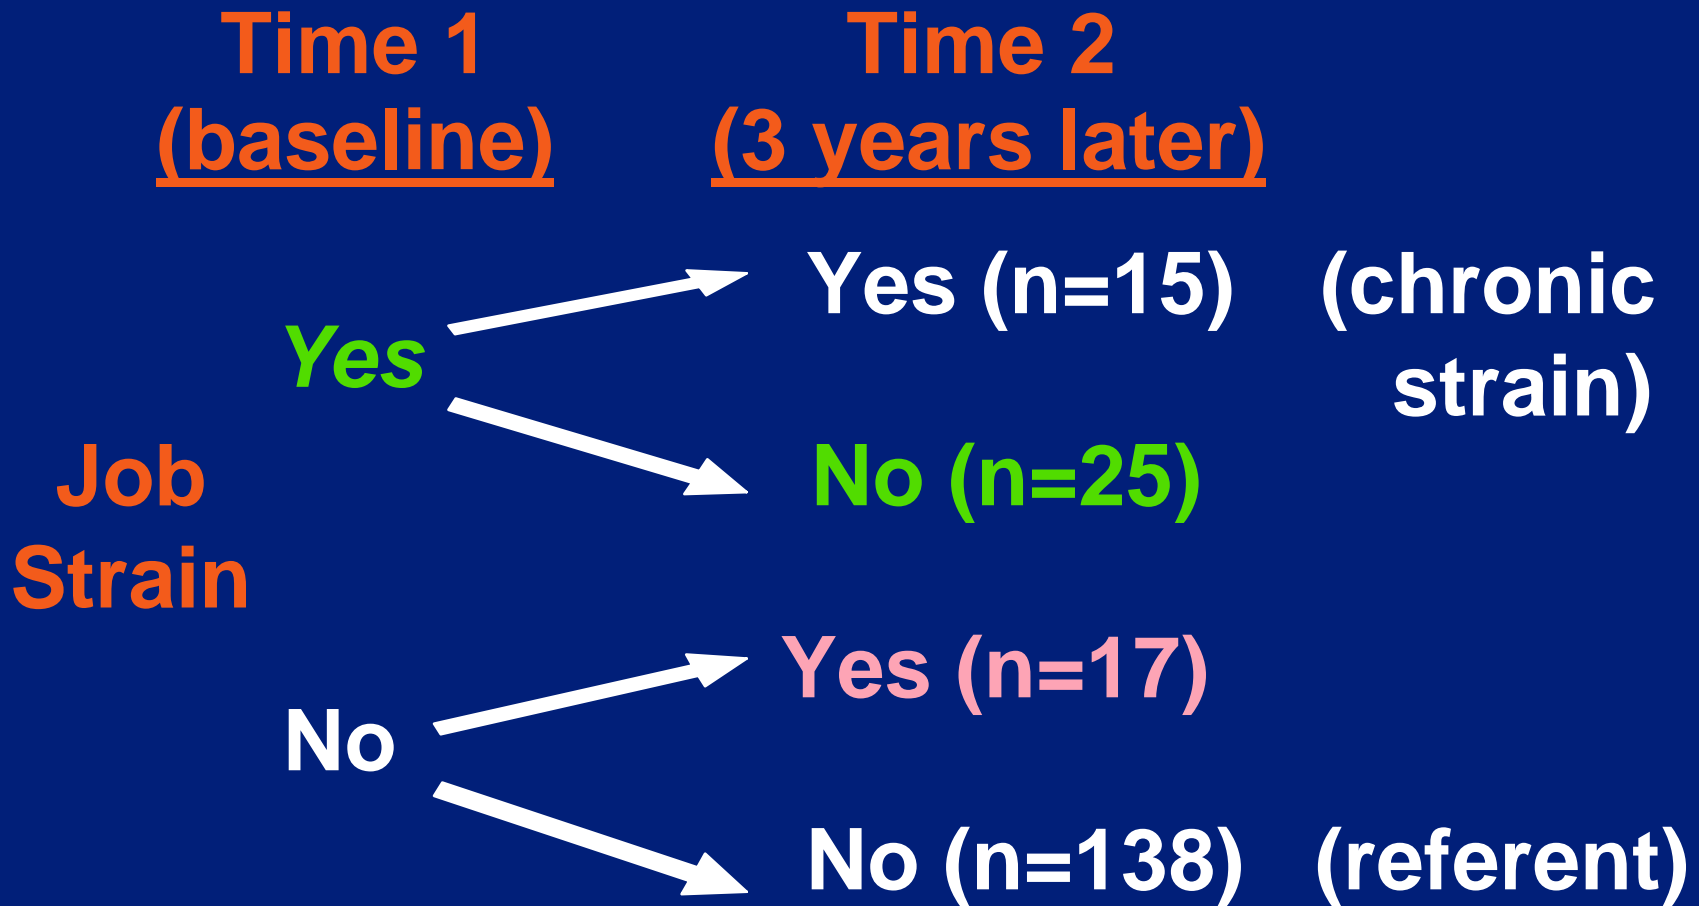 Time 1
(baseline)
Time 2
(3 years later)
Job
Strain
Yes
Yes (n=15) (chronic
strain)
No (n=25)
No
Yes (n=17)
No (n=138) (referent)